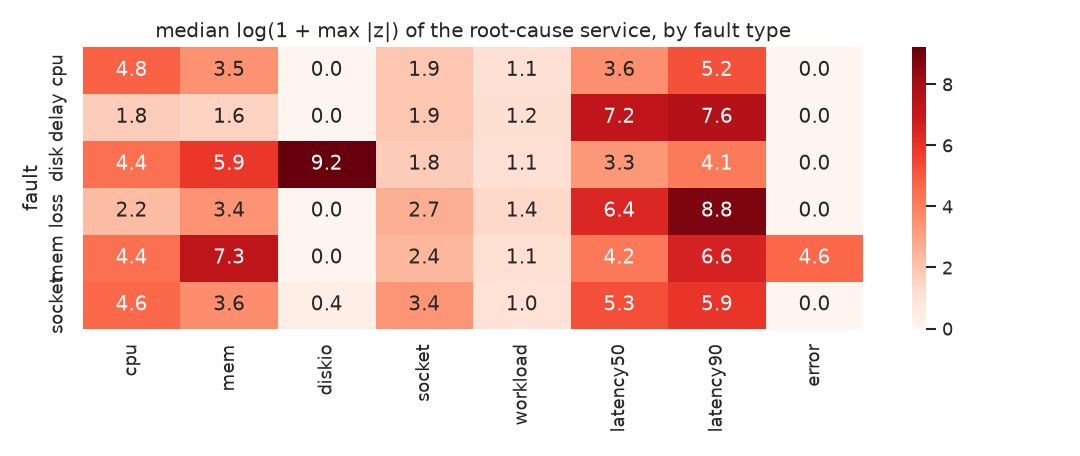 median log(1 + max |z|) of the root-cause service, by fault type
fault
cpu 4.8 3.5 0.0 1.9 1.1 3.6 5.2 0.0
delay 1.8 1.6 0.0 1.9 1.2 7.2 7.6 0.0
disk 4.4 5.9 9.2 1.8 1.1 3.3 4.1 0.0
loss 2.2 3.4 0.0 2.7 1.4 6.4 8.8 0.0
mem 4.4 7.3 0.0 2.4 1.1 4.2 6.6 4.6
socket 4.6 3.6 0.4 3.4 1.0 5.3 5.9 0.0
cpu mem diskio socket workload latency50 latency90 error
8
6
4
2
0